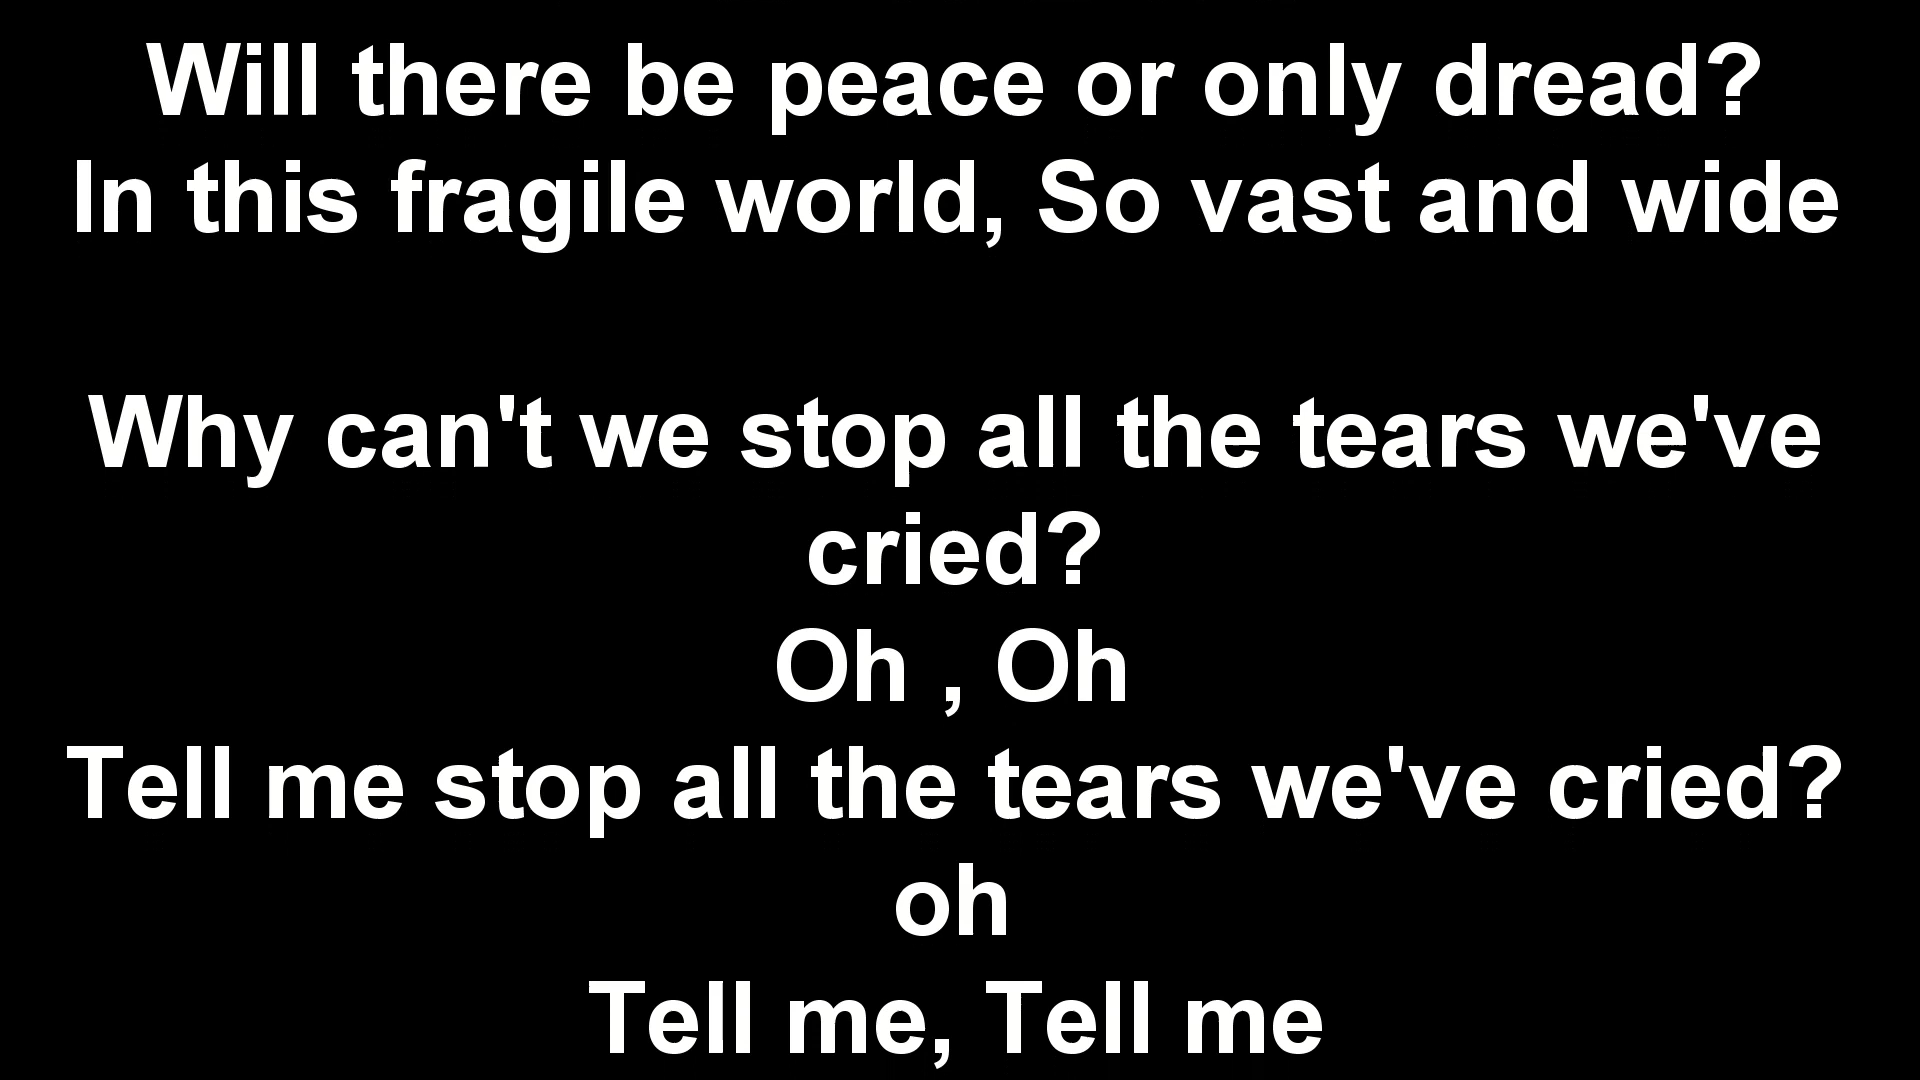 Will there be peace or only dread?
In this fragile world, So vast and wide
Why can't we stop all the tears we've
cried?
Oh , Oh
Tell me stop all the tears we've cried?
oh
Tell me, Tell me